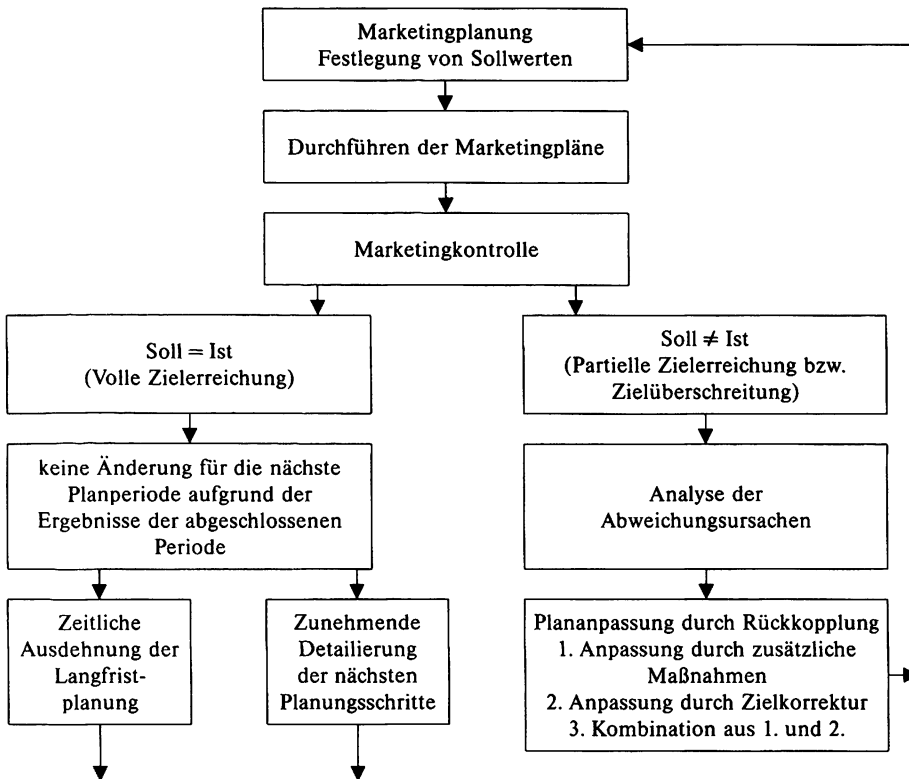 Marketingplanung
Festlegung von Sollwerten
Durchführen der Marketingpläne
Marketingkontrolle
Soll = Ist
(Volle Zielerreichung)
Soll ≠ Ist
(Partielle Zielerreichung bzw.
Zielüberschreitung)
keine Änderung für die nächste
Planperiode aufgrund der
Ergebnisse der abgeschlossenen
Periode
Analyse der
Abweichungsursachen
Zeitliche
Ausdehnung der
Langfrist-
planung
Zunehmende
Detailierung
der nächsten
Planungsschritte
Plananpassung durch Rückkopplung
1. Anpassung durch zusätzliche
Maßnahmen
2. Anpassung durch Zielkorrektur
3. Kombination aus 1. und 2.